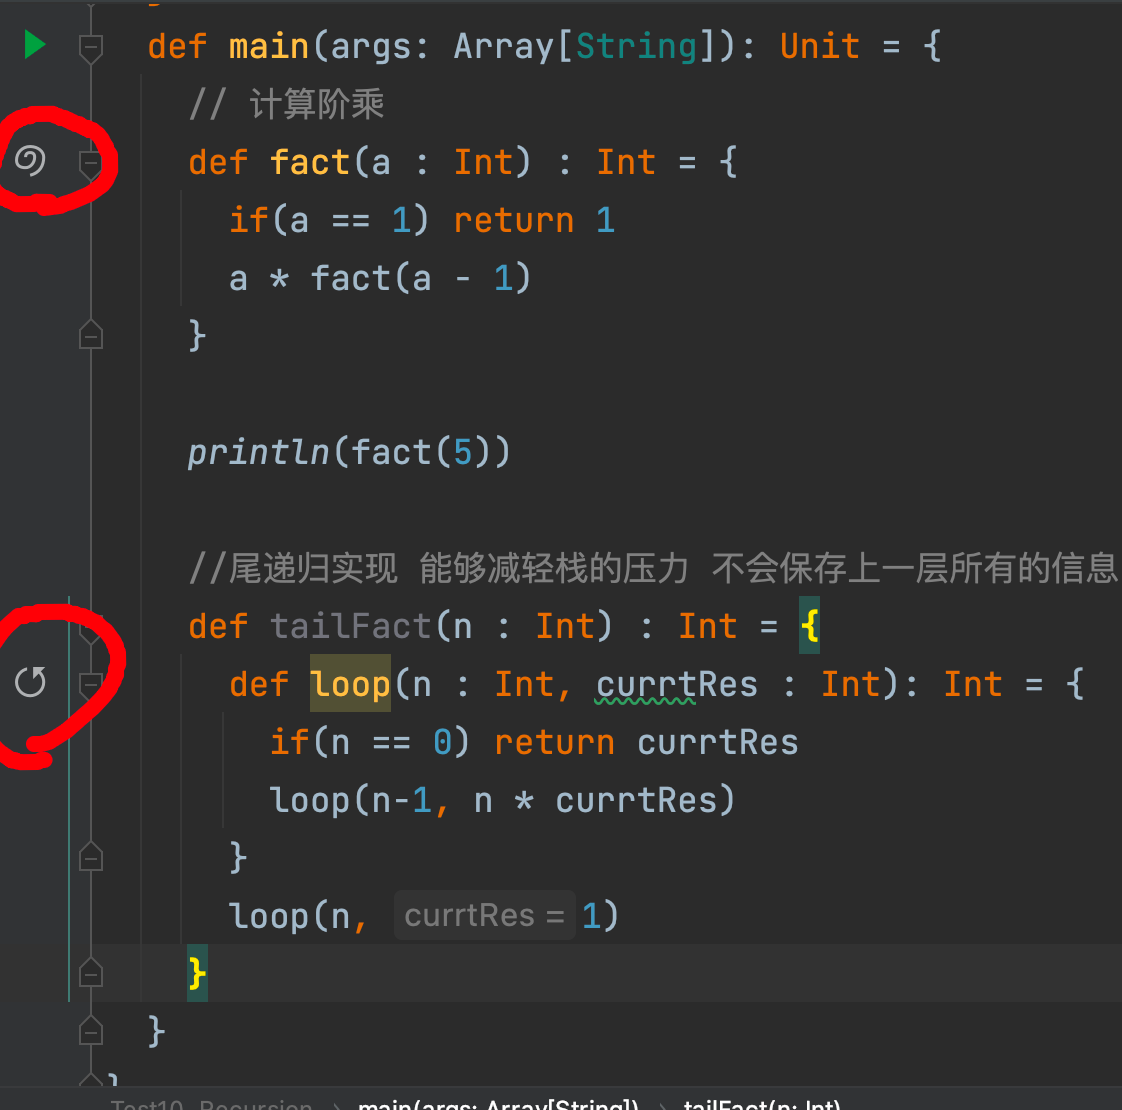 def main(args: Array[String]): Unit = {
// 计算阶乘
def fact(a : Int) : Int = {
if(a == 1) return 1
a * fact(a - 1)
}
println(fact(5))
//尾递归实现 能够减轻栈的压力 不会保存上一层所有的信息
def tailFact(n : Int) : Int = {
def loop(n : Int, currtRes : Int): Int = {
if(n == 0) return currtRes
loop(n-1, n * currtRes)
}
loop(n, currtRes = 1)
}
}
}
Test10_Recursion > main(args: Array[String]) > tailFact(n: Int)